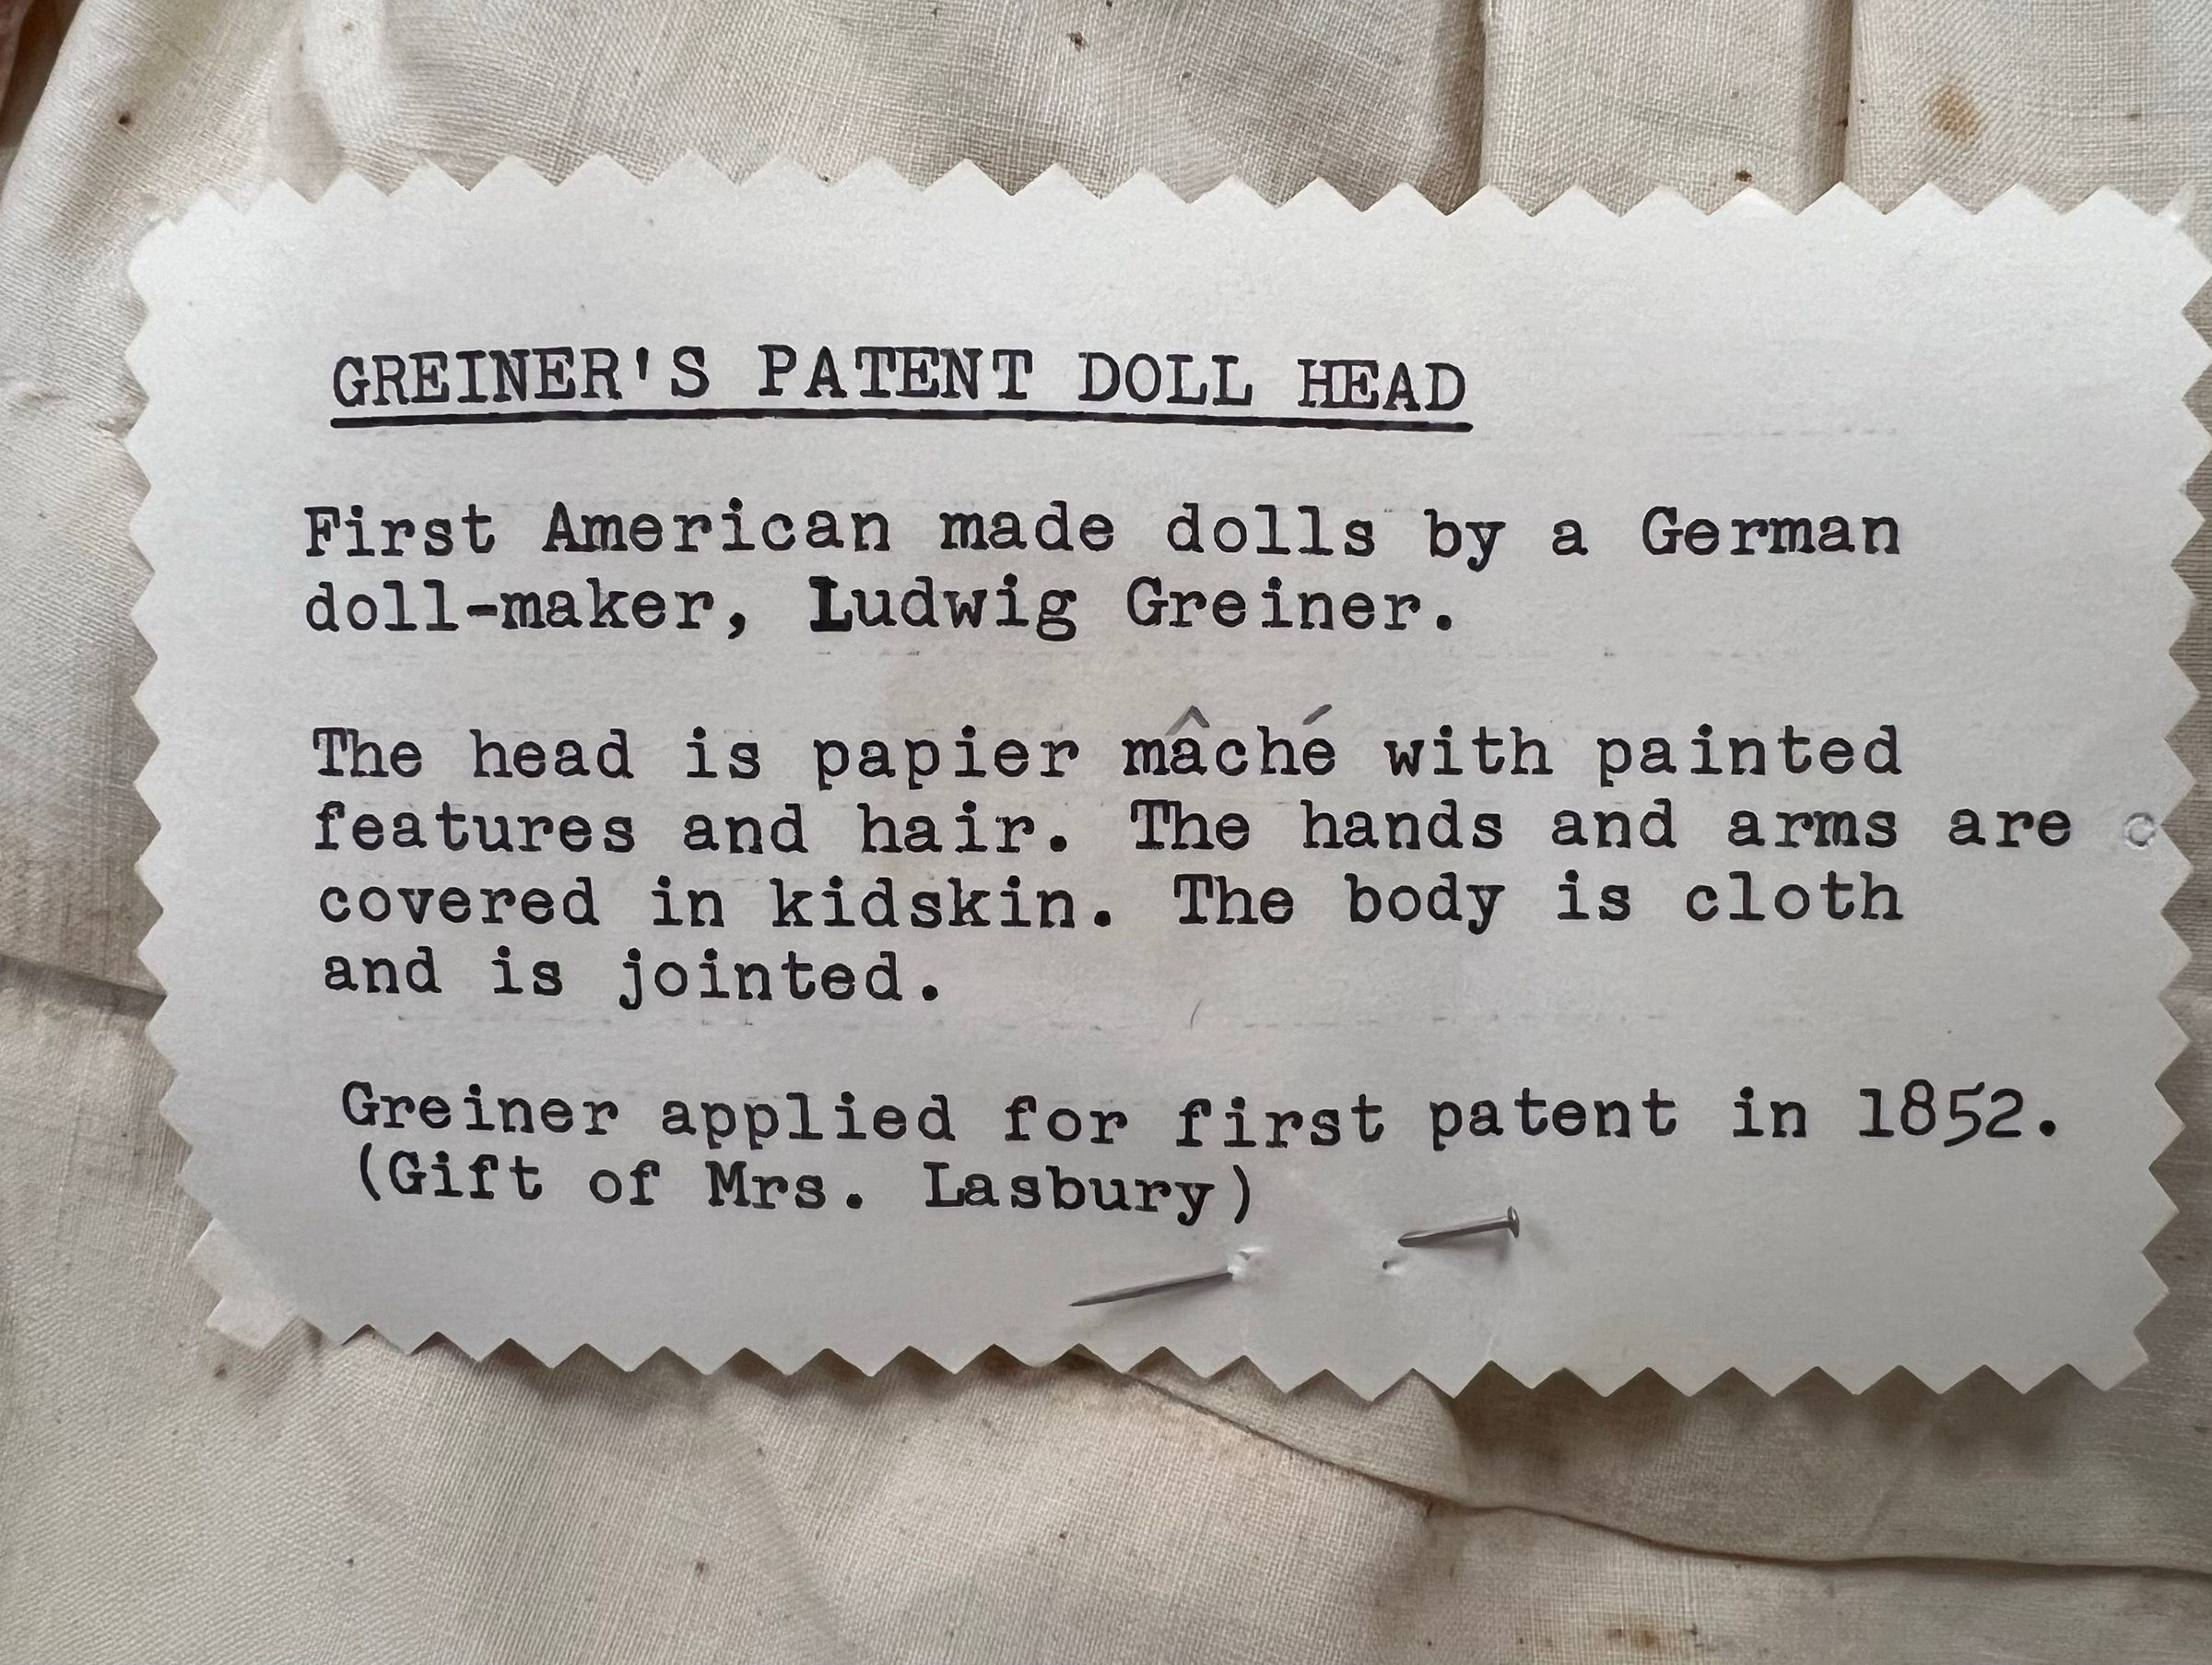 GREINER'S PATENT DOLL HEAD
First American made dolls by a German
doll-maker, Ludwig Greiner.
The head is papier mâché with painted
features and hair. The hands and arms are
covered in kidskin. The body is cloth
and is jointed.
Greiner applied for first patent in 1852.
(Gift of Mrs. Lasbury)